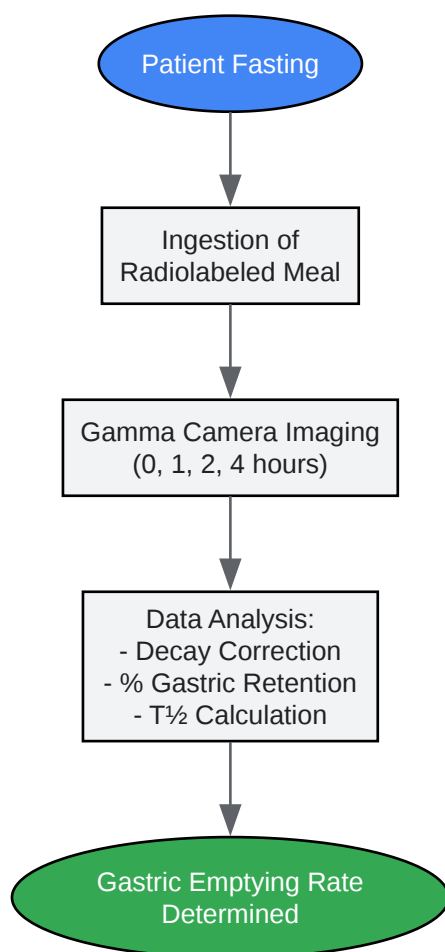 Patient Fasting
Ingestion of
Radiolabeled Meal
Gamma Camera Imaging
(0, 1, 2, 4 hours)
Data Analysis:
- Decay Correction
- % Gastric Retention
- T½ Calculation
Gastric Emptying Rate
Determined